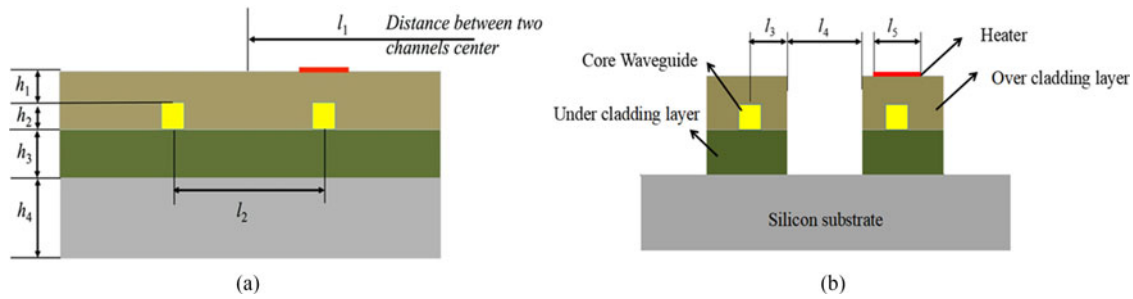 l₁
Distance between two
channels center
h₁
h₂
h₃
h₄
l₂
(a)
l₃
l₄
l₅
Heater
Core Waveguide
Over cladding layer
Under cladding layer
Silicon substrate
(b)